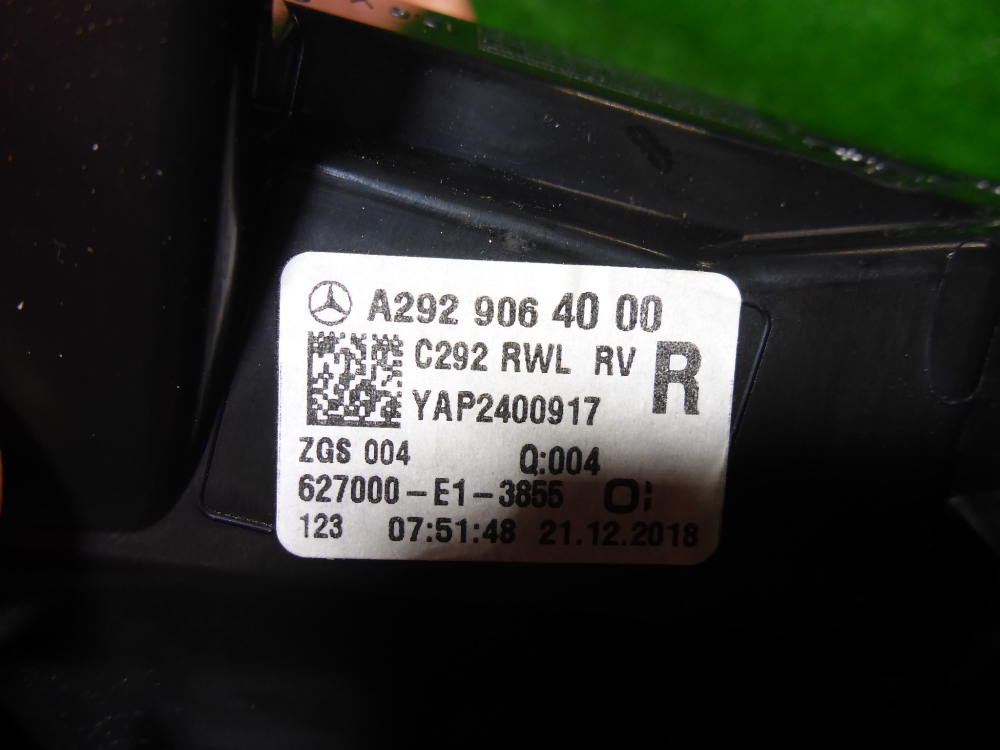 A292 906 40 00
C292 RWL RV R
YAP2400917
ZGS 004 Q:004
627000-E1-3855 O;
123 07:51:48 21.12.2018